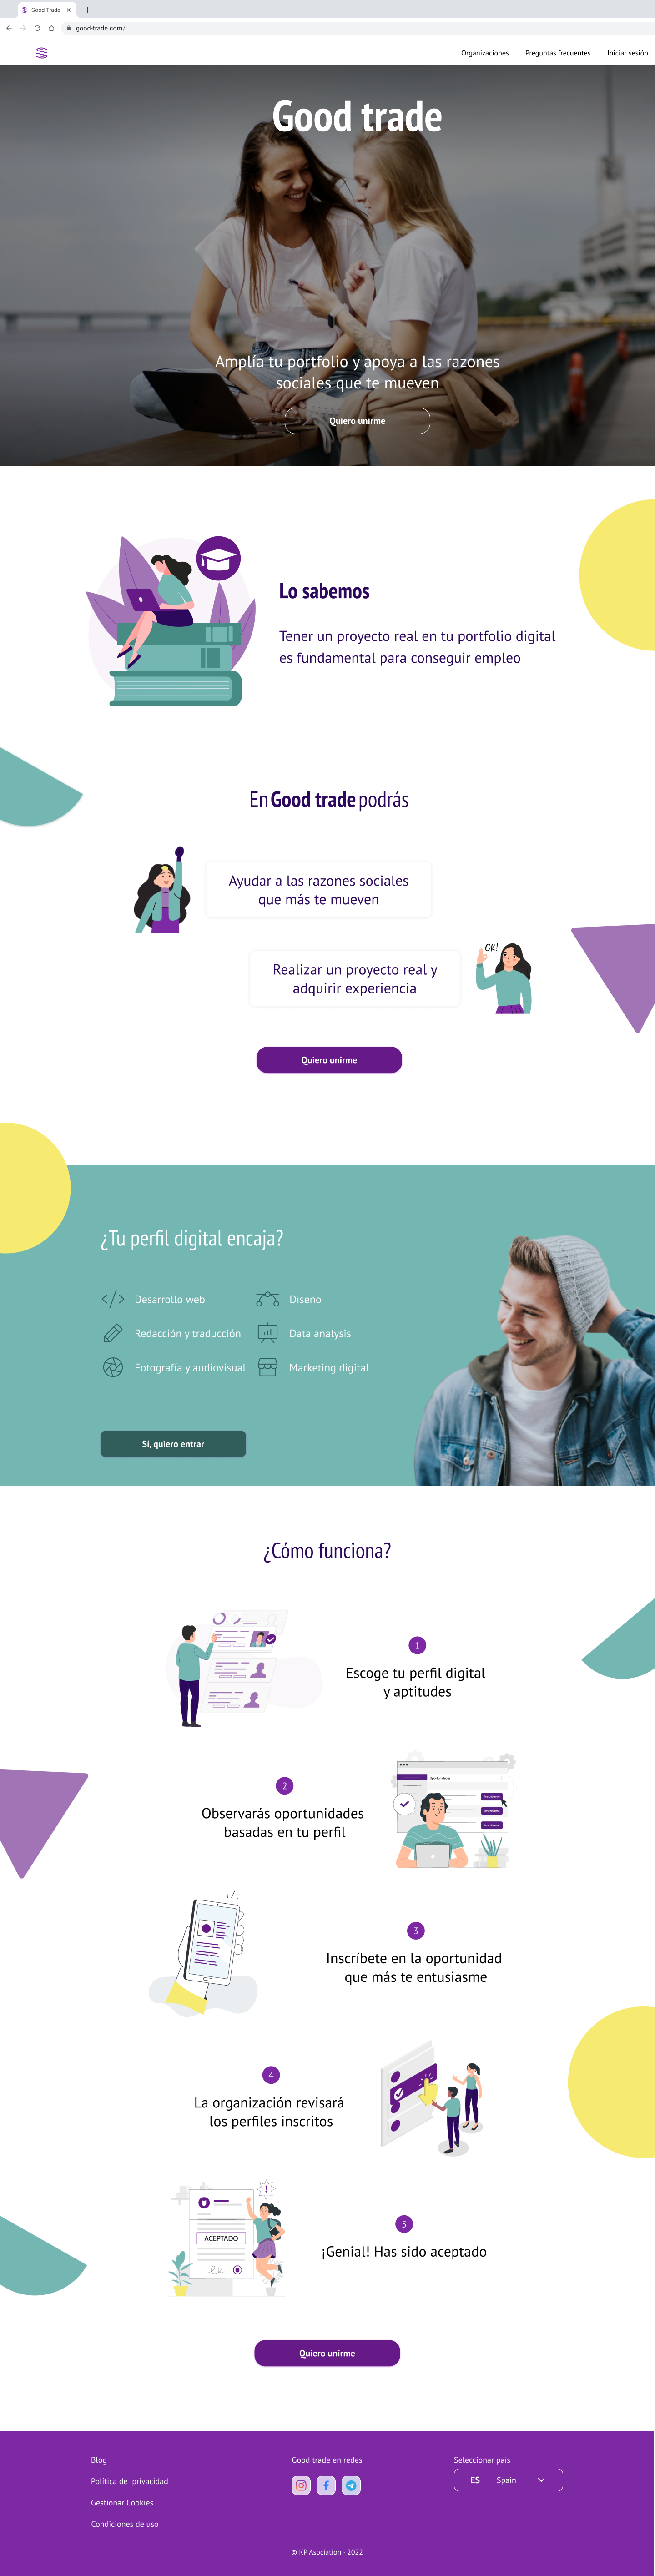 Good Trade
good-trade.com/
Organizaciones
Preguntas frecuentes
Iniciar sesión
Good trade
Amplía tu portfolio y apoya a las razones
sociales que te mueven
Quiero unirme
Lo sabemos
Tener un proyecto real en tu portfolio digital
es fundamental para conseguir empleo
En Good trade podrás
Ayudar a las razones sociales
que más te mueven
OK!
Realizar un proyecto real y
adquirir experiencia
Quiero unirme
¿Tu perfil digital encaja?
Desarrollo web
Diseño
Redacción y traducción
Data analysis
Fotografía y audiovisual
Marketing digital
Sí, quiero entrar
¿Cómo funciona?
1
Escoge tu perfil digital
y aptitudes
2
Observarás oportunidades
basadas en tu perfil
Oportunidades
3
Inscríbete en la oportunidad
que más te entusiasme
4
La organización revisará
los perfiles inscritos
!
ACEPTADO
5
¡Genial! Has sido aceptado
Quiero unirme
Blog
Política de  privacidad
Gestionar Cookies
Condiciones de uso
Good trade en redes
Seleccionar país
ES Spain
© KP Asociation - 2022